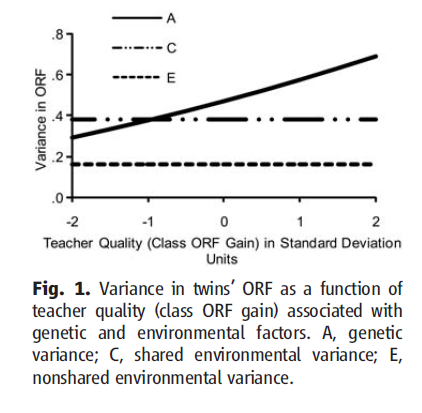 A
C
E
.8
.6
.4
.2
.0
Variance in ORF
-2 -1 0 1 2
Teacher Quality (Class ORF Gain) in Standard Deviation
Units
Fig. 1. Variance in twins’ ORF as a function of
teacher quality (class ORF gain) associated with
genetic and environmental factors. A, genetic
variance; C, shared environmental variance; E,
nonshared environmental variance.